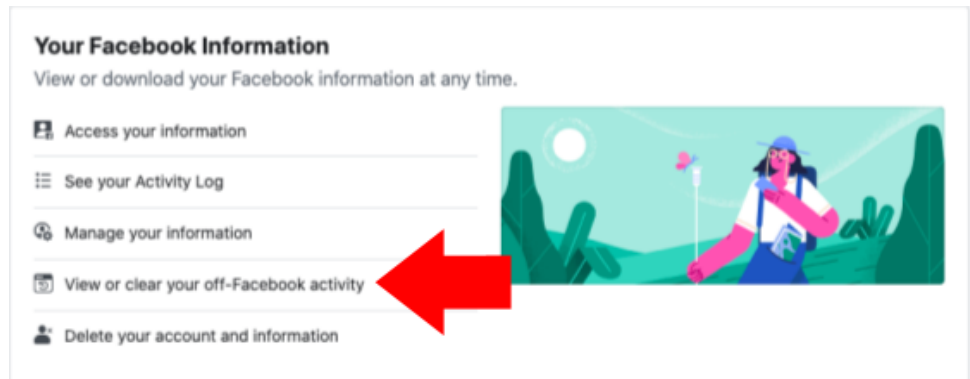 Your Facebook Information
View or download your Facebook information at any time.
Access your information
See your Activity Log
Manage your information
View or clear your off-Facebook activity
Delete your account and information